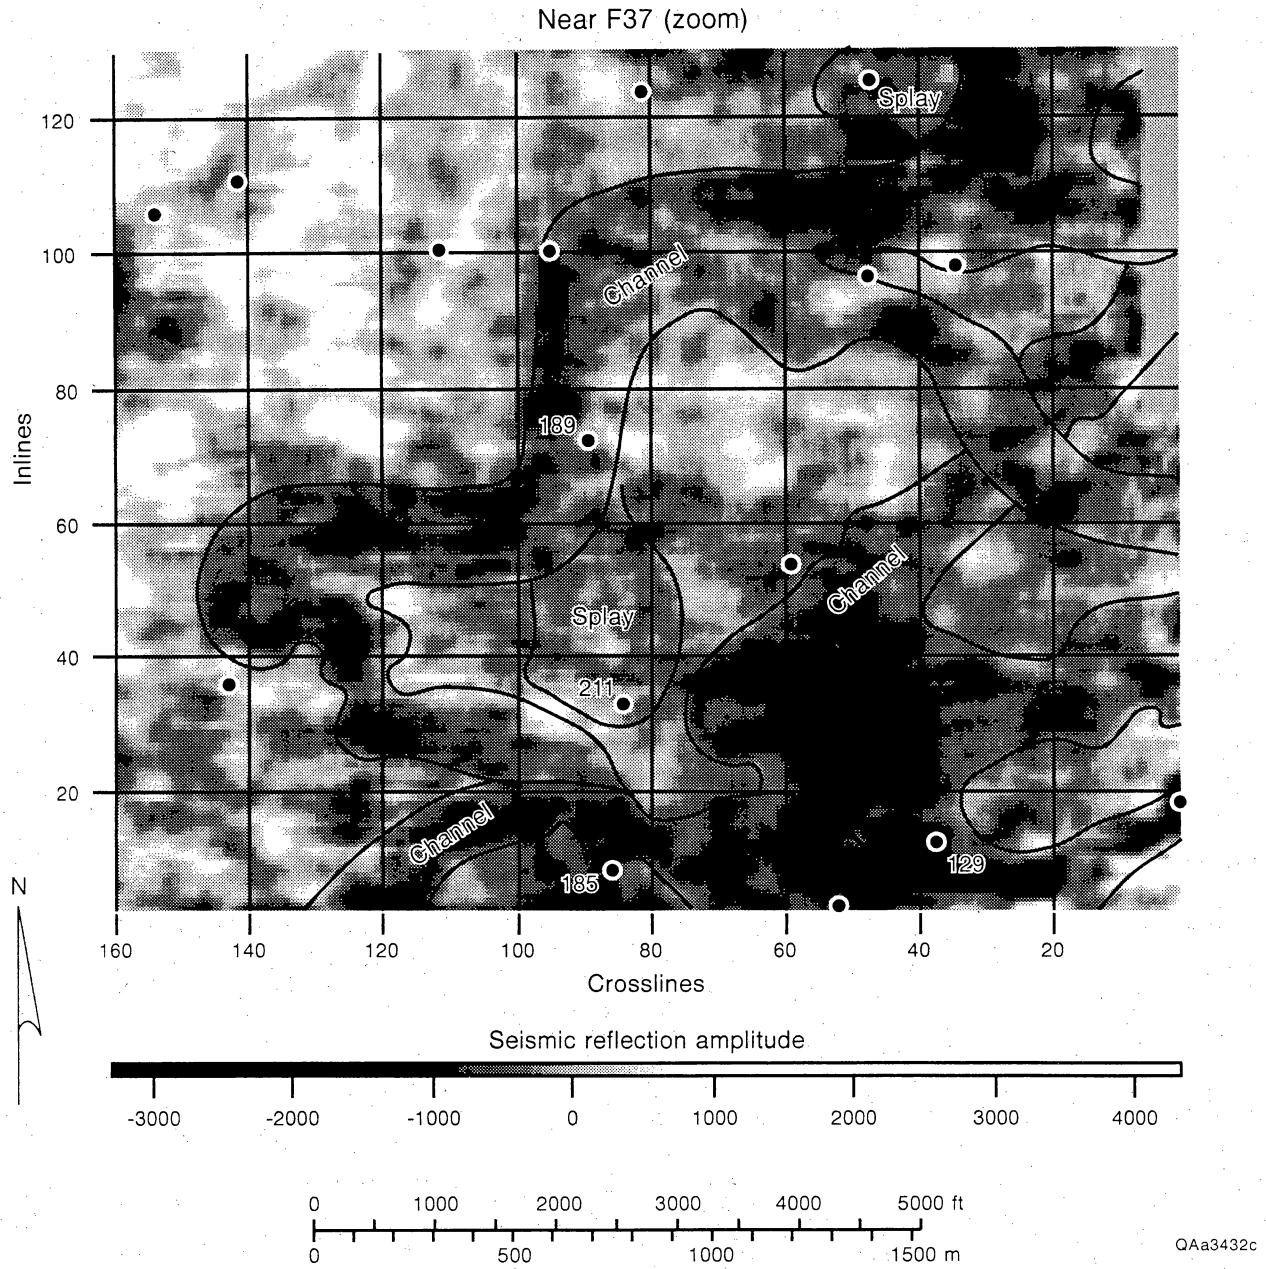 Near F37 (zoom)
Splay
120
100
Channel
80
189
Inlines
60
Channel
Splay
40
211
20
Channel
129
185
N
160 140 120 100 80 60 40 20
Crosslines
Seismic reflection amplitude
-3000 -2000 -1000 0 1000 2000 3000 4000
0 1000 2000 3000 4000 5000 ft
0 500 1000 1500 m
QAa3432c